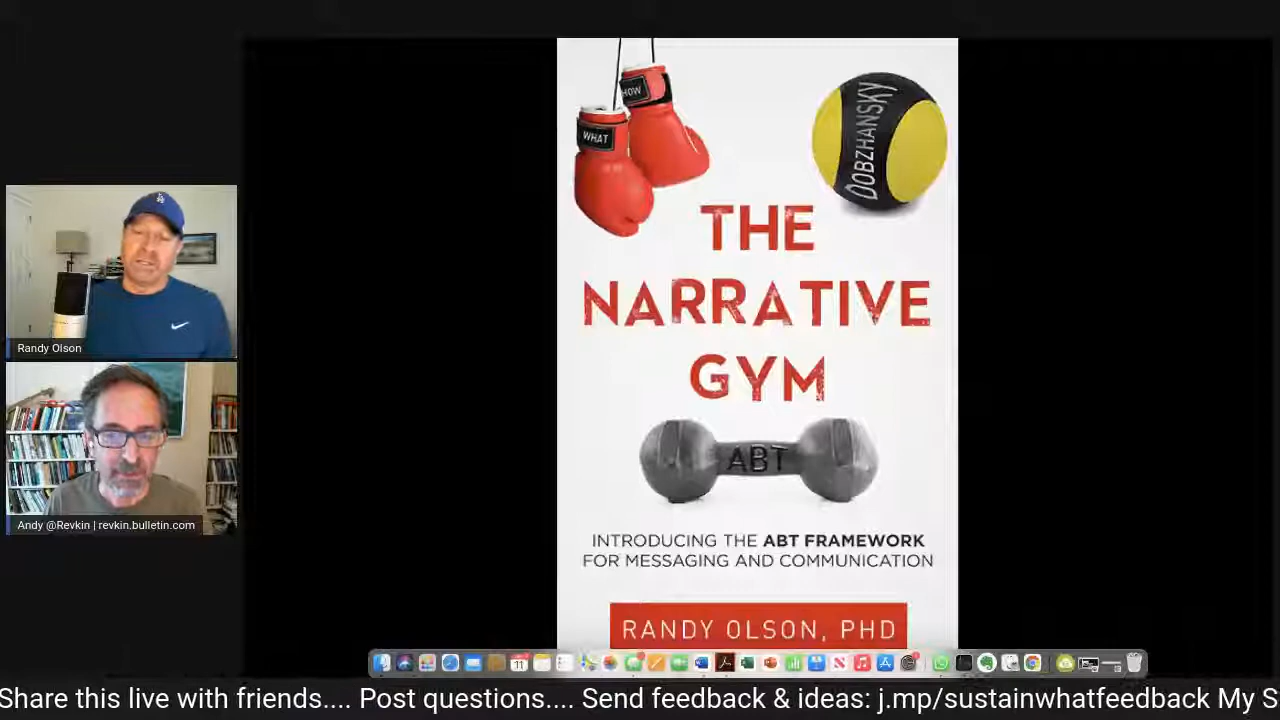 HOW
WHAT
DOBZHANSKY
THE
NARRATIVE
GYM
ABT
INTRODUCING THE ABT FRAMEWORK
FOR MESSAGING AND COMMUNICATION
RANDY OLSON, PHD
Randy Olson
Andy @Revkin | revkin.bulletin.com
11
Share this live with friends.... Post questions.... Send feedback & ideas: j.mp/sustainwhatfeedback My S